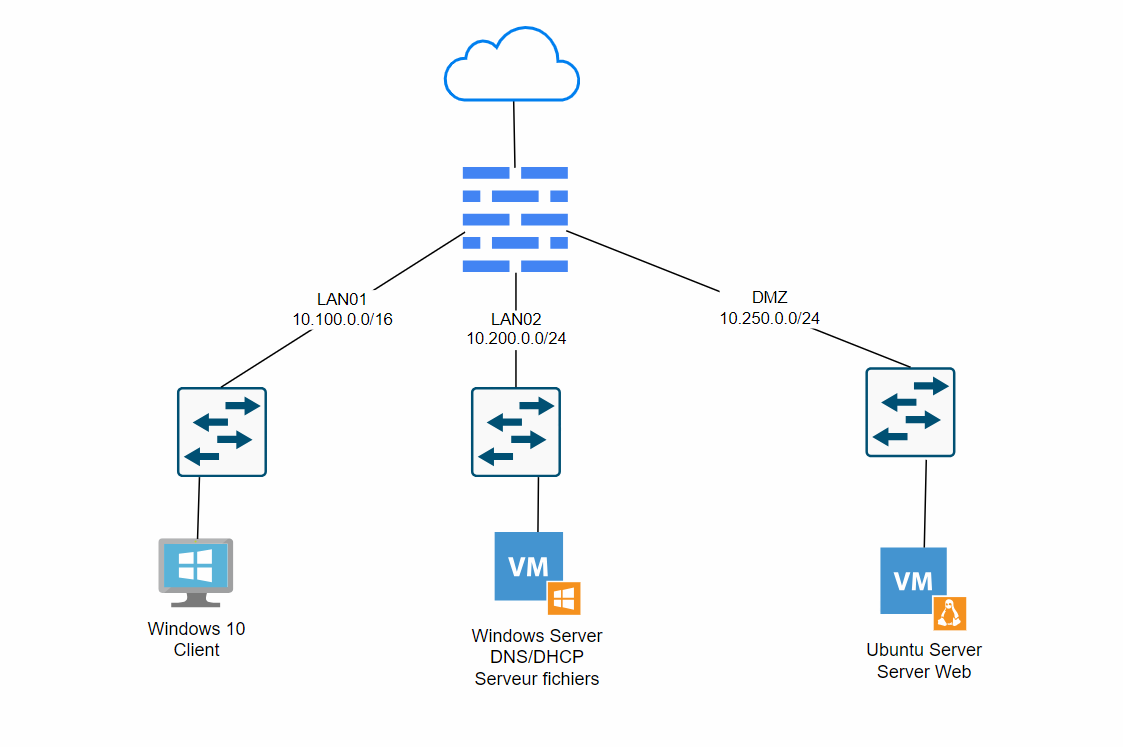 LAN01
10.100.0.0/16
LAN02
10.200.0.0/24
DMZ
10.250.0.0/24
Windows 10
Client
VM
Windows Server
DNS/DHCP
Serveur fichiers
VM
Ubuntu Server
Server Web